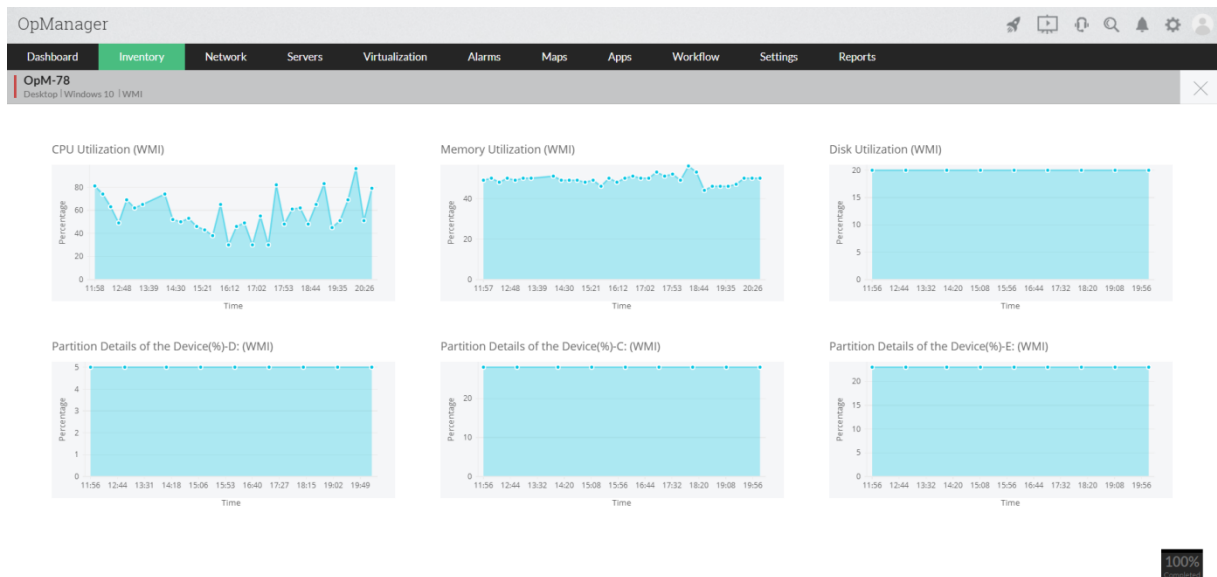 OpManager
Dashboard Inventory Network Servers Virtualization Alarms Maps Apps Workflow Settings Reports
OpM-78
Desktop | Windows 10 | WMI
CPU Utilization (WMI)
80
60
40
20
0
Percentage
11:58 12:48 13:39 14:30 15:21 16:12 17:02 17:53 18:44 19:35 20:26
Time
Memory Utilization (WMI)
40
20
0
Percentage
11:57 12:48 13:39 14:30 15:21 16:12 17:02 17:53 18:44 19:35 20:26
Time
Disk Utilization (WMI)
20
15
10
5
0
Percentage
11:56 12:44 13:32 14:20 15:08 15:56 16:44 17:32 18:20 19:08 19:56
Time
Partition Details of the Device(%)-D: (WMI)
5
4
3
2
1
0
Percentage
11:56 12:44 13:31 14:18 15:06 15:53 16:40 17:27 18:15 19:02 19:49
Time
Partition Details of the Device(%)-C: (WMI)
20
10
0
Percentage
11:56 12:44 13:32 14:20 15:08 15:56 16:44 17:32 18:20 19:08 19:56
Time
Partition Details of the Device(%)-E: (WMI)
20
15
10
5
0
Percentage
11:56 12:44 13:32 14:20 15:08 15:56 16:44 17:32 18:20 19:08 19:56
Time
100%
Completed